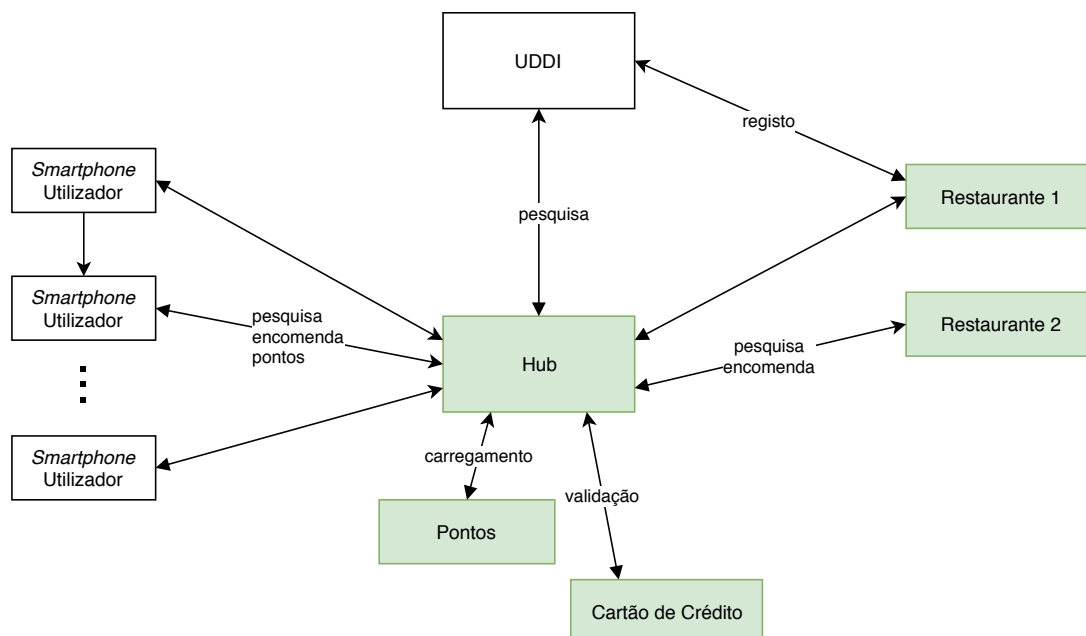 UDDI
registo
Smartphone
Utilizador
Restaurante 1
pesquisa
Smartphone
Utilizador
pesquisa
encomenda
pontos
Hub
Restaurante 2
pesquisa
encomenda
Smartphone
Utilizador
carregamento
validação
Pontos
Cartão de Crédito